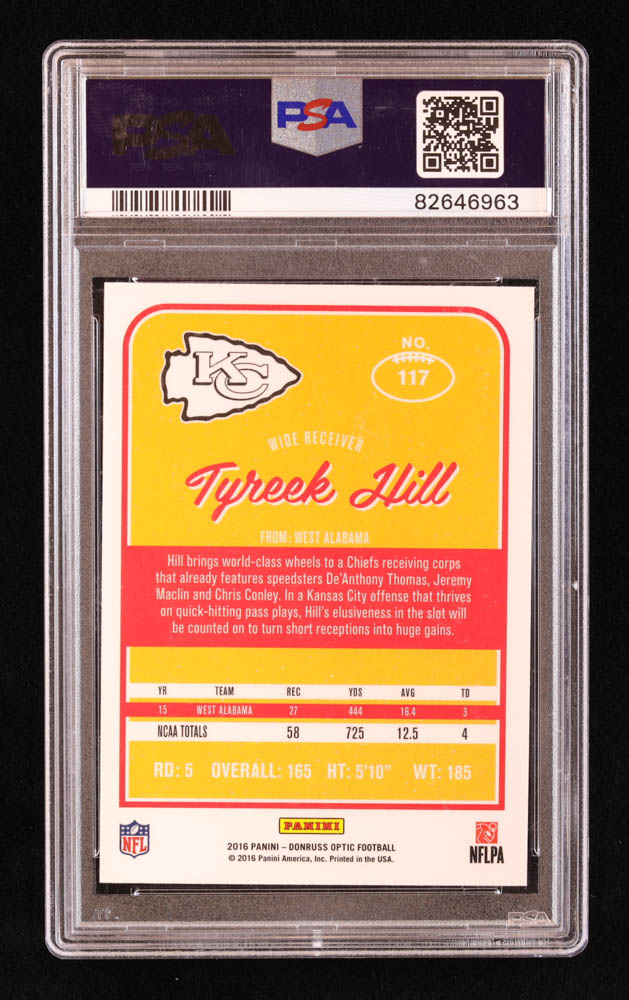 PSA
PSA
82646963
KC
NO.
117
WIDE RECEIVER
Tyreek Hill
FROM: WEST ALABAMA
Hill brings world-class wheels to a Chiefs receiving corps
that already features speedsters De'Anthony Thomas, Jeremy
Maclin and Chris Conley. In a Kansas City offense that thrives
on quick-hitting pass plays, Hill's elusiveness in the slot will
be counted on to turn short receptions into huge gains.
YR TEAM REC YDS AVG TD
15 WEST ALABAMA 27 444 16.4 3
NCAA TOTALS 58 725 12.5 4
RD: 5 OVERALL: 165 HT: 5'10" WT: 185
PANINI
NFL
2016 PANINI – DONRUSS OPTIC FOOTBALL
© 2016 Panini America, Inc. Printed in the USA.
NFLPA
PSA